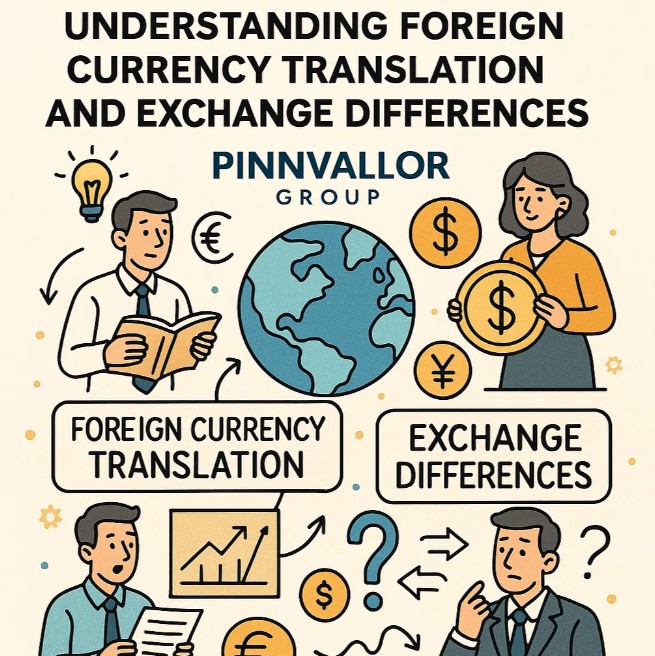 UNDERSTANDING FOREIGN
CURRENCY TRANSLATION
AND EXCHANGE DIFFERENCES
PINNVALLOR
GROUP
€
$
$
¥
FOREIGN CURRENCY
TRANSLATION
EXCHANGE
DIFFERENCES
?
?
$
€